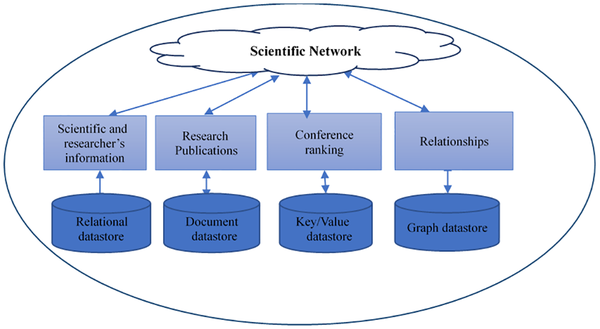 Scientific Network
Scientific and
researcher's
information
Research
Publications
Conference
ranking
Relationships
Relational
datastore
Document
datastore
Key/Value
datastore
Graph datastore